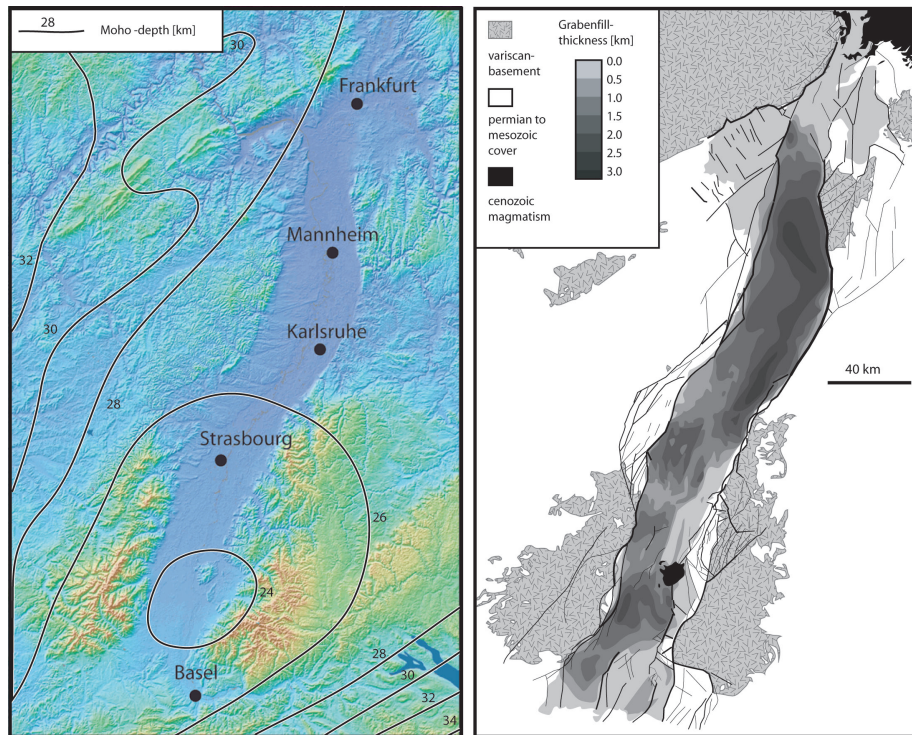 28
Moho -depth [km]
30
Frankfurt
Mannheim
32
Karlsruhe
30
28
Strasbourg
26
24
28
Basel
30
32
34
variscan-
basement
permian to
mesozoic
cover
cenozoic
magmatism
Grabenfill-
thickness [km]
0.0
0.5
1.0
1.5
2.0
2.5
3.0
40 km